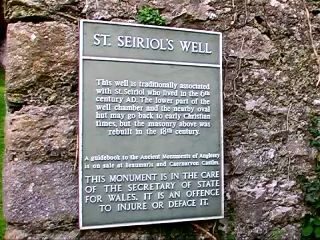 ST. SEIRIOL'S WELL
This well is traditionally associated
with St. Seiriol who lived in the 6th
century AD. The lower part of the
well chamber and the nearby oval
hut may go back to early Christian
times, but the masonry above was
rebuilt in the 18th century.
A guidebook to the Ancient Monuments of Anglesey
is on sale at Beaumaris and Caernarvon Castles.
THIS MONUMENT IS IN THE CARE
OF THE SECRETARY OF STATE
FOR WALES. IT IS AN OFFENCE
TO INJURE OR DEFACE IT.